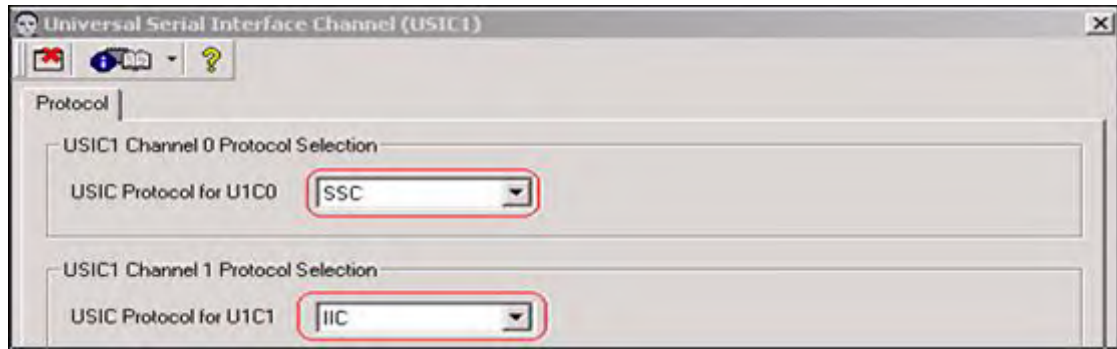 Universal Serial Interface Channel (USIC1)
Protocol
USIC1 Channel 0 Protocol Selection
USIC Protocol for U1C0 SSC
USIC1 Channel 1 Protocol Selection
USIC Protocol for U1C1 IIC